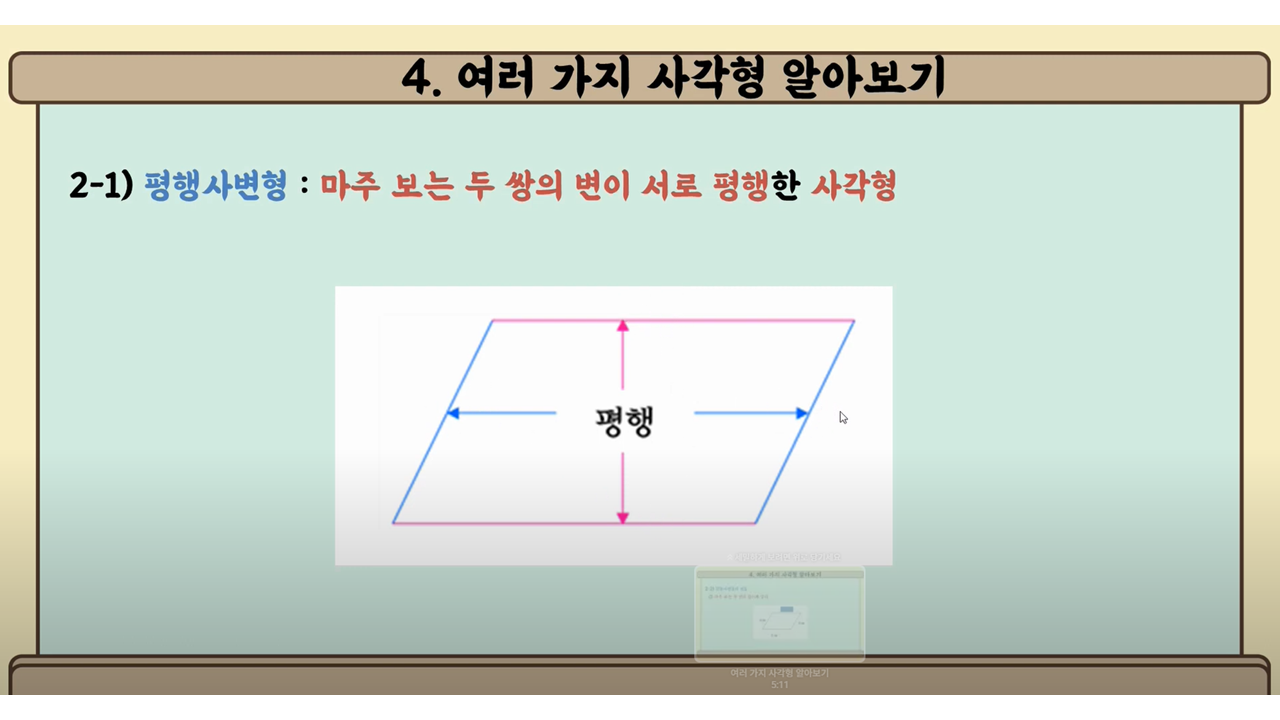 4. 여러 가지 사각형 알아보기
2-1) 평행사변형 : 마주 보는 두 쌍의 변이 서로 평행한 사각형
평행
4. 여러 가지 사각형 알아보기
여러 가지 사각형 알아보기
5:11